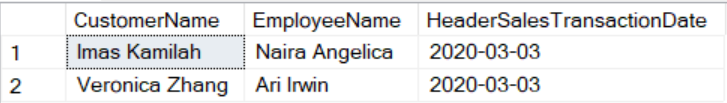 CustomerName EmployeeName HeaderSalesTransactionDate
1 Imas Kamilah Naira Angelica 2020-03-03
2 Veronica Zhang Ari Irwin 2020-03-03